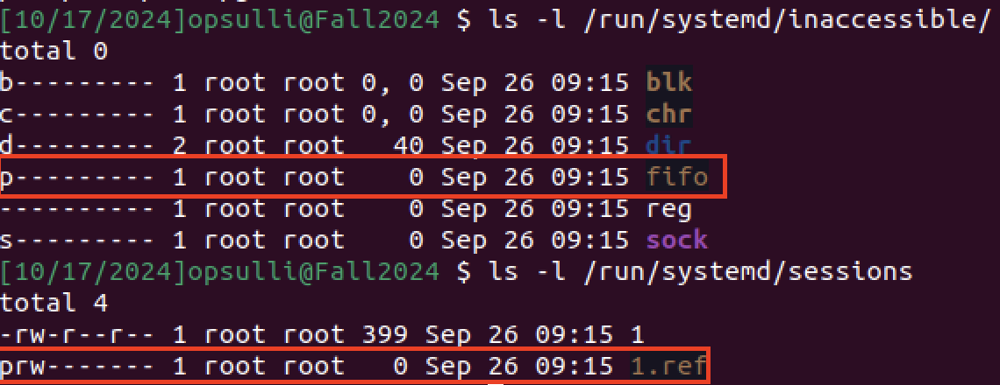 [10/17/2024]opsulli@Fall2024 $ ls -l /run/systemd/inaccessible/
total 0
b--------- 1 root root 0, 0 Sep 26 09:15 blk
c--------- 1 root root 0, 0 Sep 26 09:15 chr
d--------- 2 root root   40 Sep 26 09:15 dir
p--------- 1 root root    0 Sep 26 09:15 fifo
---------- 1 root root    0 Sep 26 09:15 reg
s--------- 1 root root    0 Sep 26 09:15 sock
[10/17/2024]opsulli@Fall2024 $ ls -l /run/systemd/sessions
total 4
-rw-r--r-- 1 root root 399 Sep 26 09:15 1
prw------- 1 root root   0 Sep 26 09:15 1.ref